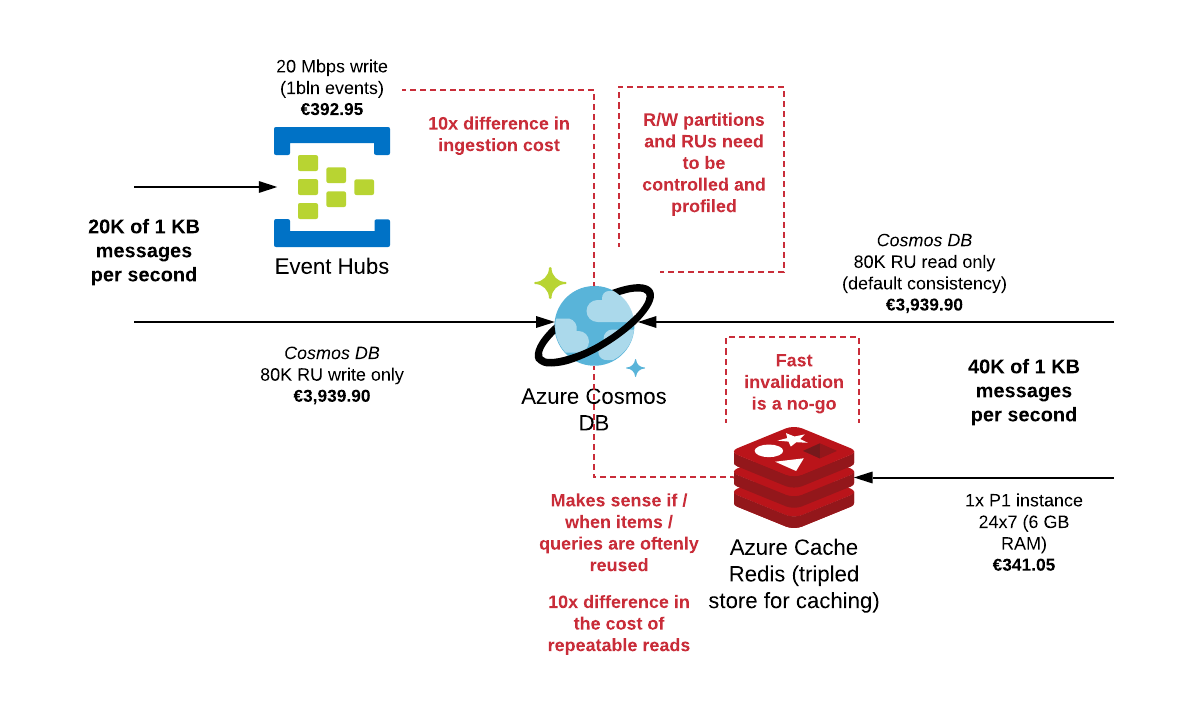 20 Mbps write
(1bln events)
€392.95
10x difference in
ingestion cost
R/W partitions
and RUs need
to be
controlled and
profiled
20K of 1 KB
messages
per second
Event Hubs
Cosmos DB
80K RU read only
(default consistency)
€3,939.90
Cosmos DB
80K RU write only
€3,939.90
Azure Cosmos
DB
Fast
invalidation
is a no-go
40K of 1 KB
messages
per second
Makes sense if /
when items /
queries are oftenly
reused
10x difference in
the cost of
repeatable reads
Azure Cache
Redis (tripled
store for caching)
1x P1 instance
24x7 (6 GB
RAM)
€341.05